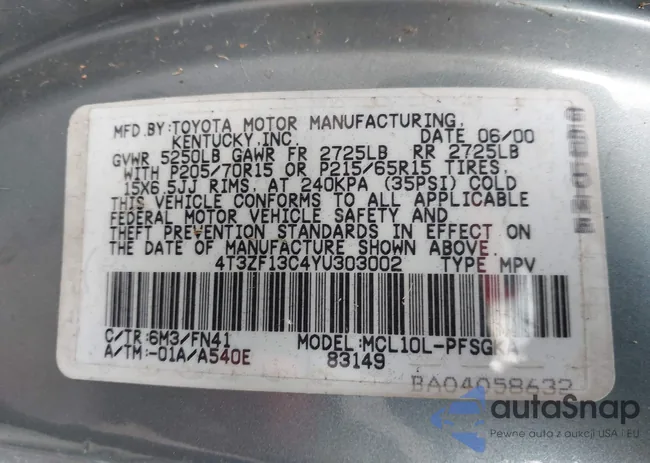 MFD.BY:TOYOTA MOTOR MANUFACTURING,
KENTUCKY,INC. DATE 06/00
GVWR 5250LB GAWR FR 2725LB RR 2725LB
WITH P205/70R15 OR P215/65R15 TIRES,
15X6.5JJ RIMS, AT 240KPA (35PSI) COLD
THIS VEHICLE CONFORMS TO ALL APPLICABLE
FEDERAL MOTOR VEHICLE SAFETY AND
THEFT PREVENTION STANDARDS IN EFFECT ON
THE DATE OF MANUFACTURE SHOWN ABOVE.
4T3ZF13C4YU303002 TYPE MPV
C/TR:6M3/FN41 MODEL:MCL10L-PFSGKA
A/TM:-01A/A540E 83149
BA04058632
autoSnap
Pewne auta z aukcji USA i EU